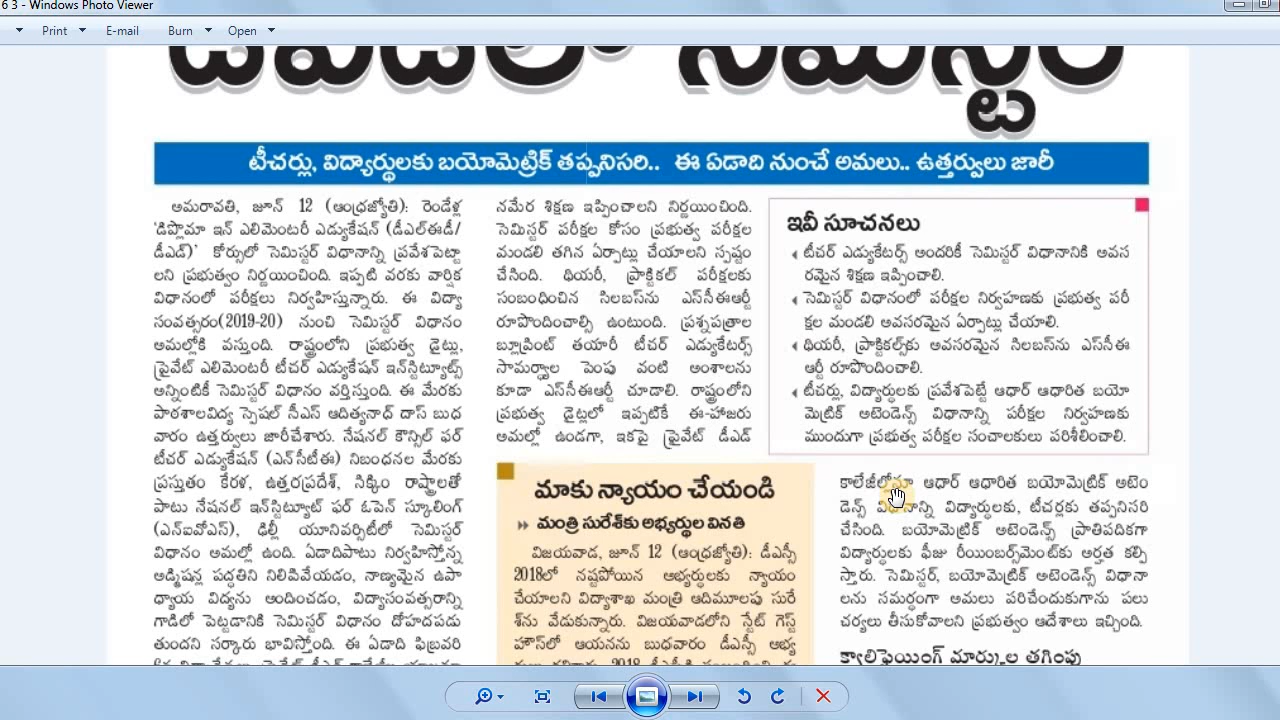 6 3 - Windows Photo Viewer
Print E-mail Burn Open
డీఎడ్‌లో సెమిస్టర్
టీచర్లు, విద్యార్థులకు బయోమెట్రిక్ తప్పనిసరి.. ఈ ఏడాది నుంచే అమలు.. ఉత్తర్వులు జారీ
అమరావతి, జూన్ 12 (ఆంధ్రజ్యోతి): రెండేళ్ల
'డిప్లొమా ఇన్ ఎలిమెంటరీ ఎడ్యుకేషన్ (డీఎల్ఈడీ/
డీఎడ్)' కోర్సులో సెమిస్టర్ విధానాన్ని ప్రవేశపెట్టా
లని ప్రభుత్వం నిర్ణయించింది. ఇప్పటి వరకు వార్షిక
విధానంలో పరీక్షలు నిర్వహిస్తున్నారు. ఈ విద్యా
సంవత్సరం(2019-20) నుంచి సెమిస్టర్ విధానం
అమల్లోకి వస్తుంది. రాష్ట్రంలోని ప్రభుత్వ డైట్లు,
ప్రైవేట్ ఎలిమెంటరీ టీచర్ ఎడ్యుకేషన్ ఇన్‌స్టిట్యూట్స్
అన్నింటికీ సెమిస్టర్ విధానం వర్తిస్తుంది. ఈ మేరకు
పాఠశాలవిద్య స్పెషల్ సీఎస్ ఆదిత్యనాథ్ దాస్ బుధ
వారం ఉత్తర్వులు జారీచేశారు. నేషనల్ కౌన్సిల్ ఫర్
టీచర్ ఎడ్యుకేషన్ (ఎన్‌సీటీఈ) నిబంధనల మేరకు
ప్రస్తుతం కేరళ, ఉత్తరప్రదేశ్, సిక్కిం రాష్ట్రాలతో
పాటు నేషనల్ ఇన్‌స్టిట్యూట్ ఫర్ ఓపెన్ స్కూలింగ్
(ఎన్ఐవోఎస్), ఢిల్లీ యూనివర్సిటీలో సెమిస్టర్
విధానం అమల్లో ఉంది. ఏడాదిపాటు నిర్వహిస్తోన్న
అడ్మిషన్ల పద్ధతిని నిలిపివేయడం, నాణ్యమైన ఉపా
ధ్యాయ విద్యను అందించడం, విద్యాసంవత్సరాన్ని
గాడిలో పెట్టడానికి సెమిస్టర్ విధానం దోహదపడు
తుందని సర్కారు భావిస్తోంది. ఈ ఏడాది ఫిబ్రవరి
నమేర శిక్షణ ఇప్పించాలని నిర్ణయించింది.
సెమిస్టర్ పరీక్షల కోసం ప్రభుత్వ పరీక్షల
మండలి తగిన ఏర్పాట్లు చేయాలని స్పష్టం
చేసింది. థియరీ, ప్రాక్టికల్ పరీక్షలకు
సంబంధించిన సిలబస్‌ను ఎస్‌సీఈఆర్టీ
రూపొందించాల్సి ఉంటుంది. ప్రశ్నపత్రాల
బ్లూప్రింట్ తయారీ టీచర్ ఎడ్యుకేటర్స్
సామర్థ్యాల పెంపు వంటి అంశాలను
కూడా ఎస్‌సీఈఆర్టీ చూడాలి. రాష్ట్రంలోని
ప్రభుత్వ డైట్లలో ఇప్పటికే ఈ-హాజరు
అమల్లో ఉండగా, ఇకపై ప్రైవేట్ డీఎడ్
ఇవీ సూచనలు
టీచర్ ఎడ్యుకేటర్స్ అందరికీ సెమిస్టర్ విధానానికి అవస
రమైన శిక్షణ ఇప్పించాలి.
సెమిస్టర్ విధానంలో పరీక్షల నిర్వహణకు ప్రభుత్వ పరీ
క్షల మండలి అవసరమైన ఏర్పాట్లు చేయాలి.
థియరీ, ప్రాక్టికల్స్‌కు అవసరమైన సిలబస్‌ను ఎస్‌సీఈ
ఆర్టీ రూపొందించాలి.
టీచర్లు, విద్యార్థులకు ప్రవేశపెట్టే ఆధార్ ఆధారిత బయో
మెట్రిక్ అటెండెన్స్ విధానాన్ని పరీక్షల నిర్వహణకు
ముందుగా ప్రభుత్వ పరీక్షల సంచాలకులు పరిశీలించాలి.
మాకు న్యాయం చేయండి
మంత్రి సురేశ్‌కు అభ్యర్థుల వినతి
విజయవాడ, జూన్ 12 (ఆంధ్రజ్యోతి): డీఎస్సీ
2018లో నష్టపోయిన అభ్యర్థులకు న్యాయం
చేయాలని విద్యాశాఖ మంత్రి ఆదిమూలపు సురే
శ్‌ను వేడుకున్నారు. విజయవాడలోని స్టేట్ గెస్ట్
హౌస్‌లో ఆయనను బుధవారం డీఎస్సీ అభ్య
కాలేజీల్లోనూ ఆధార్ ఆధారిత బయోమెట్రిక్ అటెం
డెన్స్ విధానాన్ని విద్యార్థులకు, టీచర్లకు తప్పనిసరి
చేసింది. బయోమెట్రిక్ అటెండెన్స్ ప్రాతిపదికగా
విద్యార్థులకు ఫీజు రీయింబర్స్‌మెంట్‌కు అర్హత కల్పి
స్తారు. సెమిస్టర్, బయోమెట్రిక్ అటెండెన్స్ విధానా
లను సమర్థంగా అమలు పరిచేందుకుగాను పలు
చర్యలు తీసుకోవాలని ప్రభుత్వం ఆదేశాలు ఇచ్చింది.
క్వాలిఫైయింగ్ మార్కుల తగ్గింపు